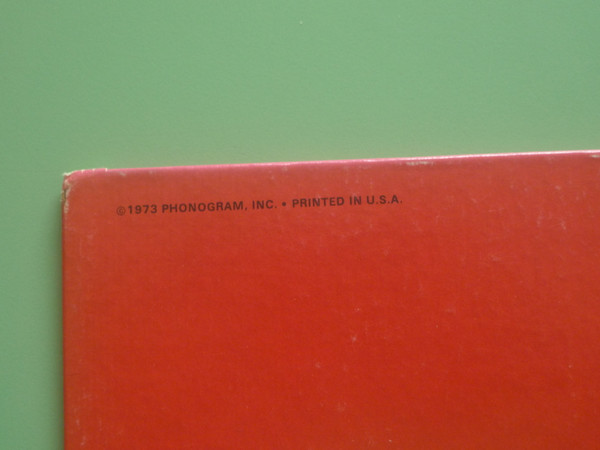 ©1973 PHONOGRAM, INC. • PRINTED IN U.S.A.